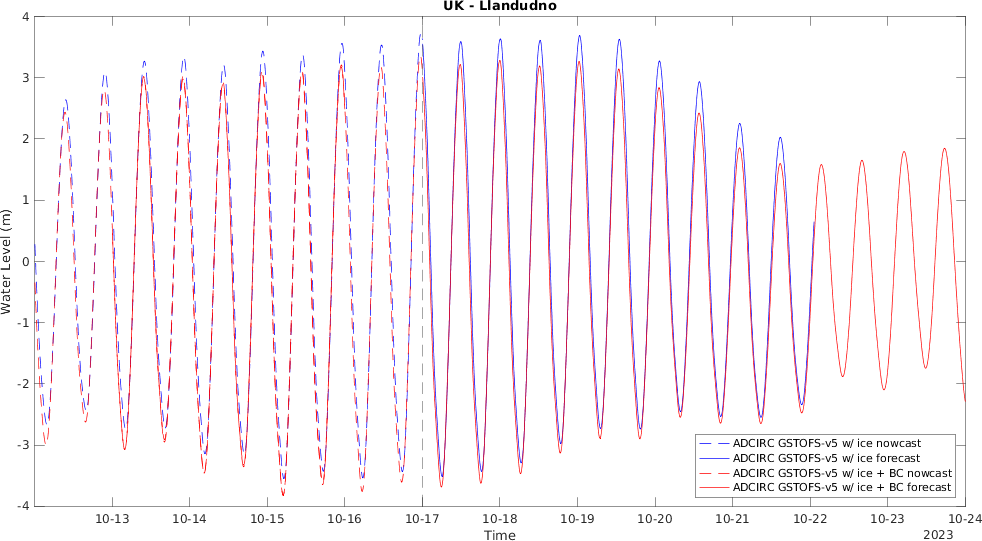 UK - Llandudno
4
3
2
1
0
-1
-2
-3
-4
Water Level (m)
ADCIRC GSTOFS-v5 w/ ice nowcast
ADCIRC GSTOFS-v5 w/ ice forecast
ADCIRC GSTOFS-v5 w/ ice + BC nowcast
ADCIRC GSTOFS-v5 w/ ice + BC forecast
10-13 10-14 10-15 10-16 10-17 10-18 10-19 10-20 10-21 10-22 10-23 10-24
Time
2023